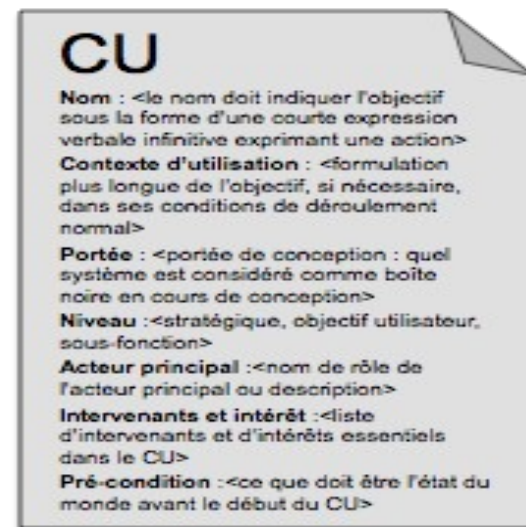 CU
Nom : <le nom doit indiquer l'objectif
sous la forme d'une courte expression
verbale infinitive exprimant une action>
Contexte d'utilisation : <formulation
plus longue de l'objectif, si nécessaire,
dans ses conditions de déroulement
normal>
Portée : <portée de conception : quel
système est considéré comme boîte
noire en cours de conception>
Niveau :<stratégique, objectif utilisateur,
sous-fonction>
Acteur principal :<nom de rôle de
l'acteur principal ou description>
Intervenants et intérêt :<liste
d'intervenants et d'intérêts essentiels
dans le CU>
Pré-condition :<ce que doit être l'état du
monde avant le début du CU>